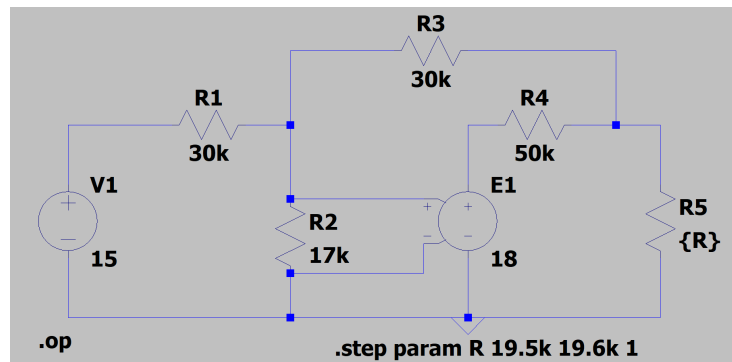 R3
30k
R1
30k
R4
50k
V1
15
R2
17k
E1
18
R5
{R}
.op
.step param R 19.5k 19.6k 1